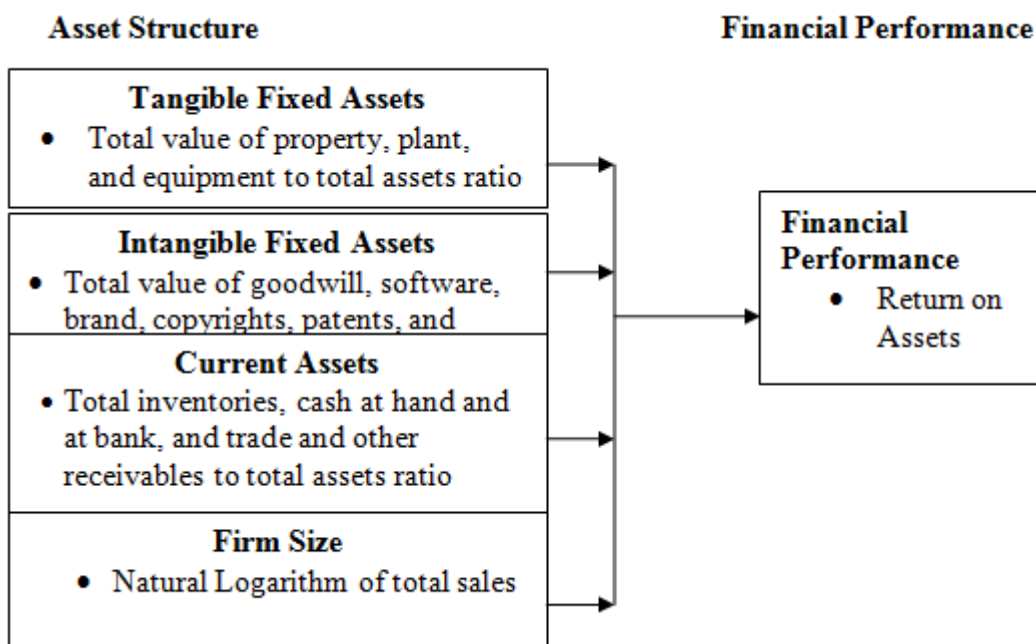 Asset Structure
Financial Performance
Tangible Fixed Assets
• Total value of property, plant,
and equipment to total assets ratio
Intangible Fixed Assets
• Total value of goodwill, software,
brand, copyrights, patents, and
Current Assets
• Total inventories, cash at hand and
at bank, and trade and other
receivables to total assets ratio
Firm Size
• Natural Logarithm of total sales
Financial
Performance
• Return on
Assets